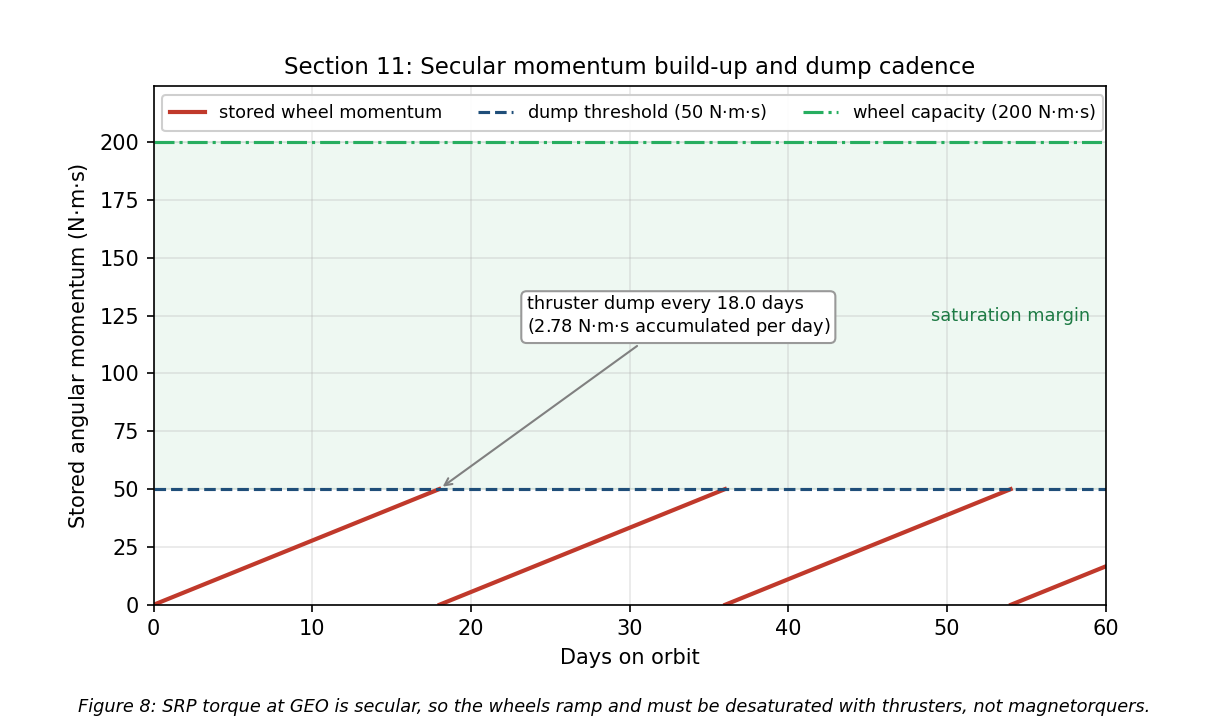 Section 11: Secular momentum build-up and dump cadence
stored wheel momentum
dump threshold (50 N·m·s)
wheel capacity (200 N·m·s)
Stored angular momentum (N·m·s)
200
175
150
125
100
75
50
25
0
thruster dump every 18.0 days
(2.78 N·m·s accumulated per day)
saturation margin
0
10
20
30
40
50
60
Days on orbit
Figure 8: SRP torque at GEO is secular, so the wheels ramp and must be desaturated with thrusters, not magnetorquers.